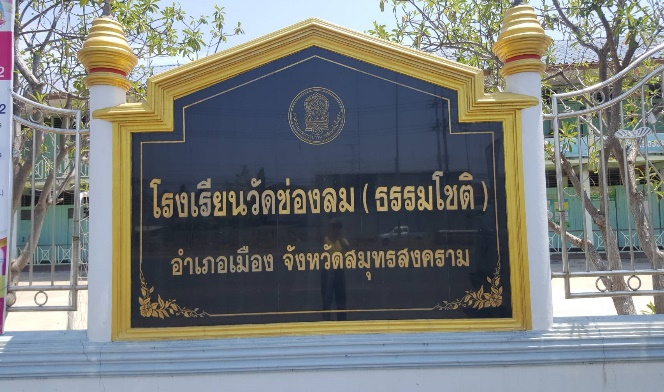 โรงเรียนวัดช่องลม ( ธรรมโชติ )
อำเภอเมือง จังหวัดสมุทรสงคราม